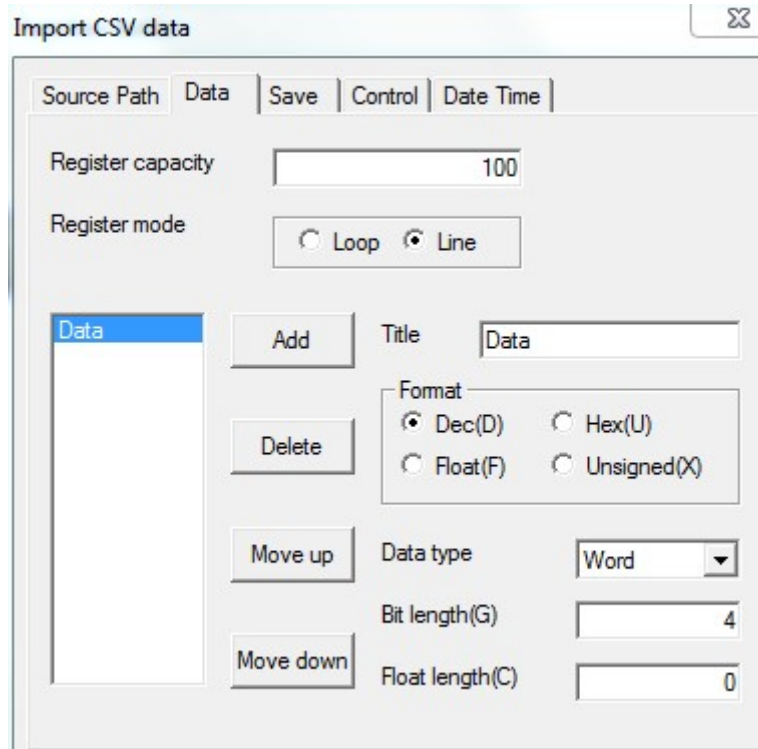 Import CSV data
Source Path Data Save Control Date Time
Register capacity 100
Register mode Loop Line
Data Add Title Data
Format
Dec(D) Hex(U)
Delete
Float(F) Unsigned(X)
Move up Data type Word
Bit length(G) 4
Move down Float length(C) 0